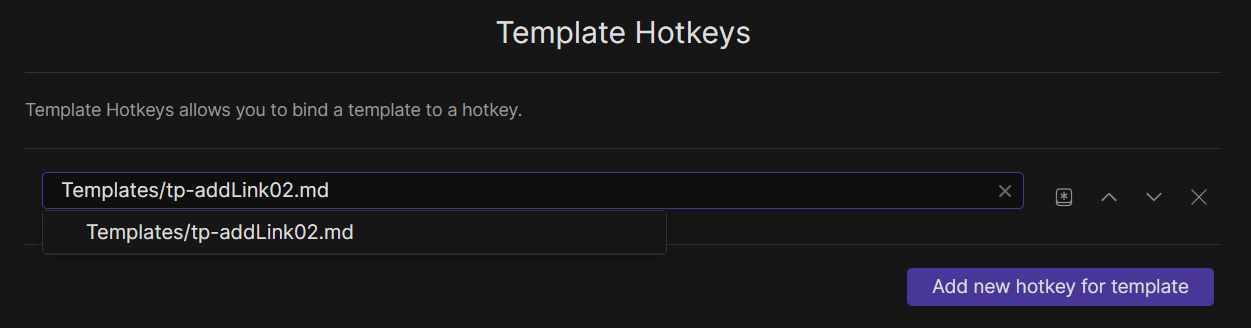 Template Hotkeys
Template Hotkeys allows you to bind a template to a hotkey.
Templates/tp-addLink02.md
Templates/tp-addLink02.md
Add new hotkey for template